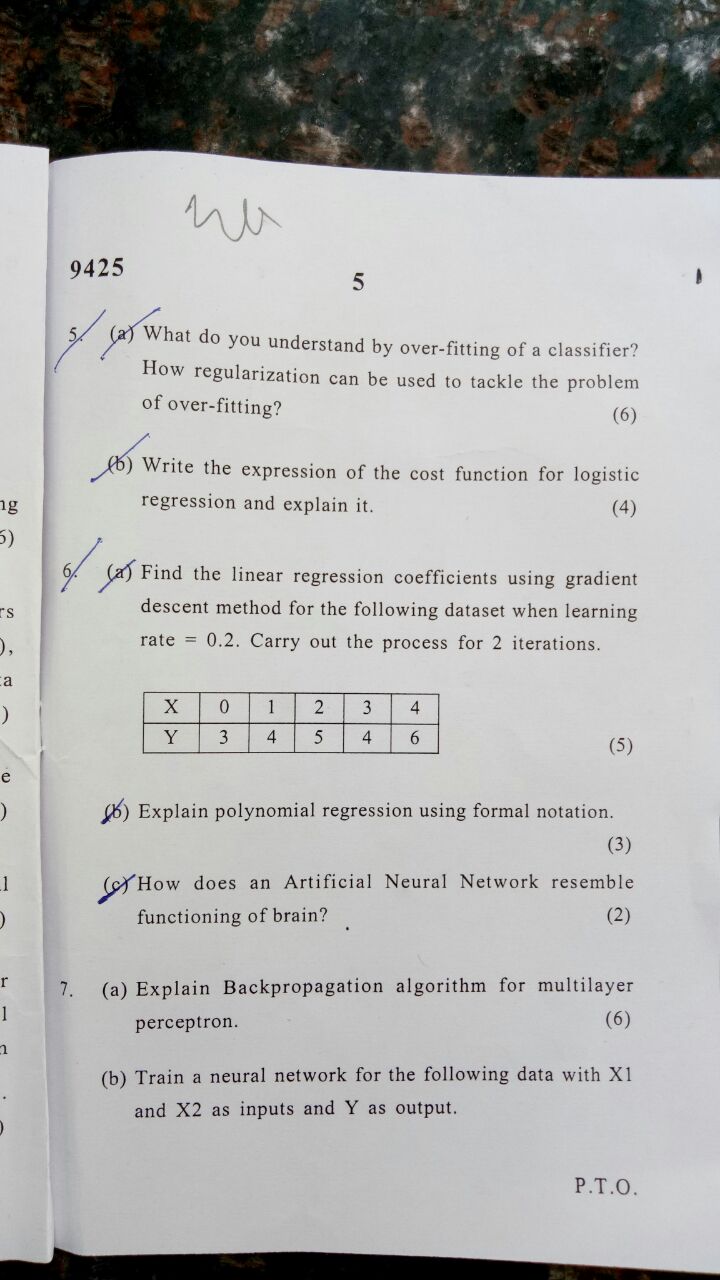 9425
5
5. (a) What do you understand by over-fitting of a classifier?
How regularization can be used to tackle the problem
of over-fitting? (6)
(b) Write the expression of the cost function for logistic
regression and explain it. (4)
6. (a) Find the linear regression coefficients using gradient
descent method for the following dataset when learning
rate = 0.2. Carry out the process for 2 iterations.
X 0 1 2 3 4
Y 3 4 5 4 6
(5)
(b) Explain polynomial regression using formal notation.
(3)
(c) How does an Artificial Neural Network resemble
functioning of brain? (2)
7. (a) Explain Backpropagation algorithm for multilayer
perceptron. (6)
(b) Train a neural network for the following data with X1
and X2 as inputs and Y as output.
P.T.O.